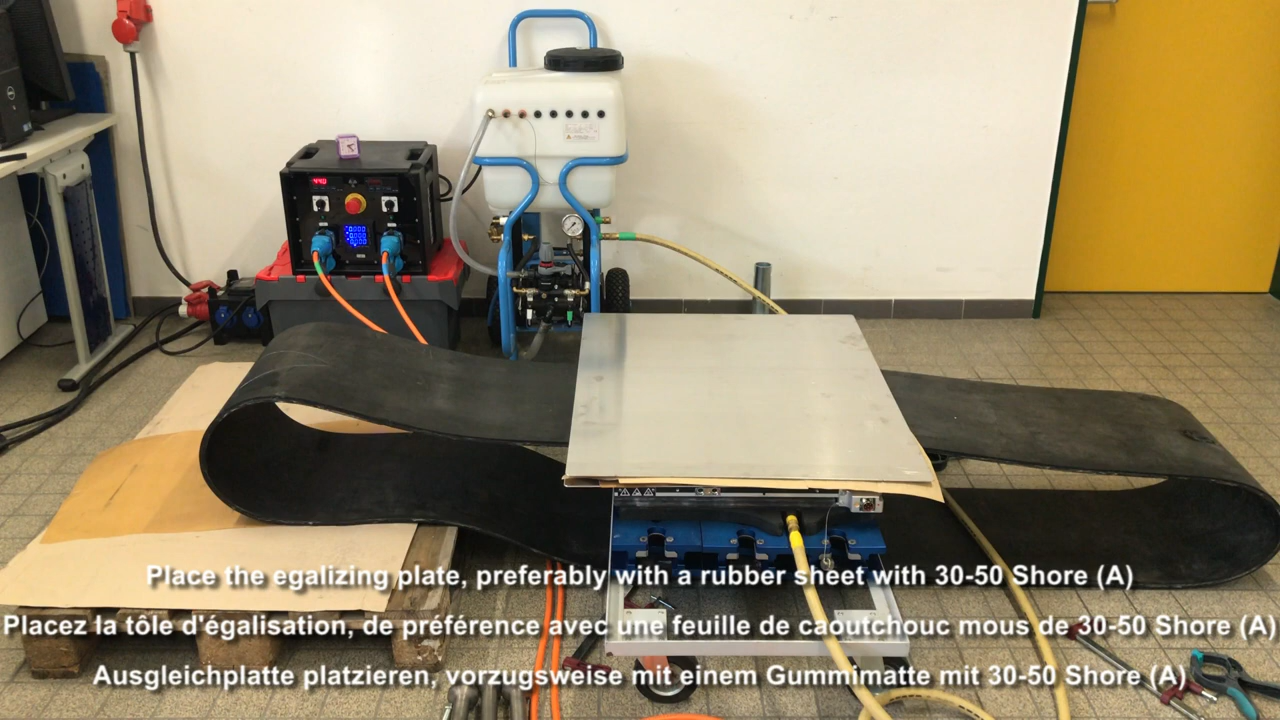 440
Place the egalizing plate, preferably with a rubber sheet with 30-50 Shore (A)
Placez la tôle d'égalisation, de préférence avec une feuille de caoutchouc mous de 30-50 Shore (A)
Ausgleichplatte platzieren, vorzugsweise mit einem Gummimatte mit 30-50 Shore (A)